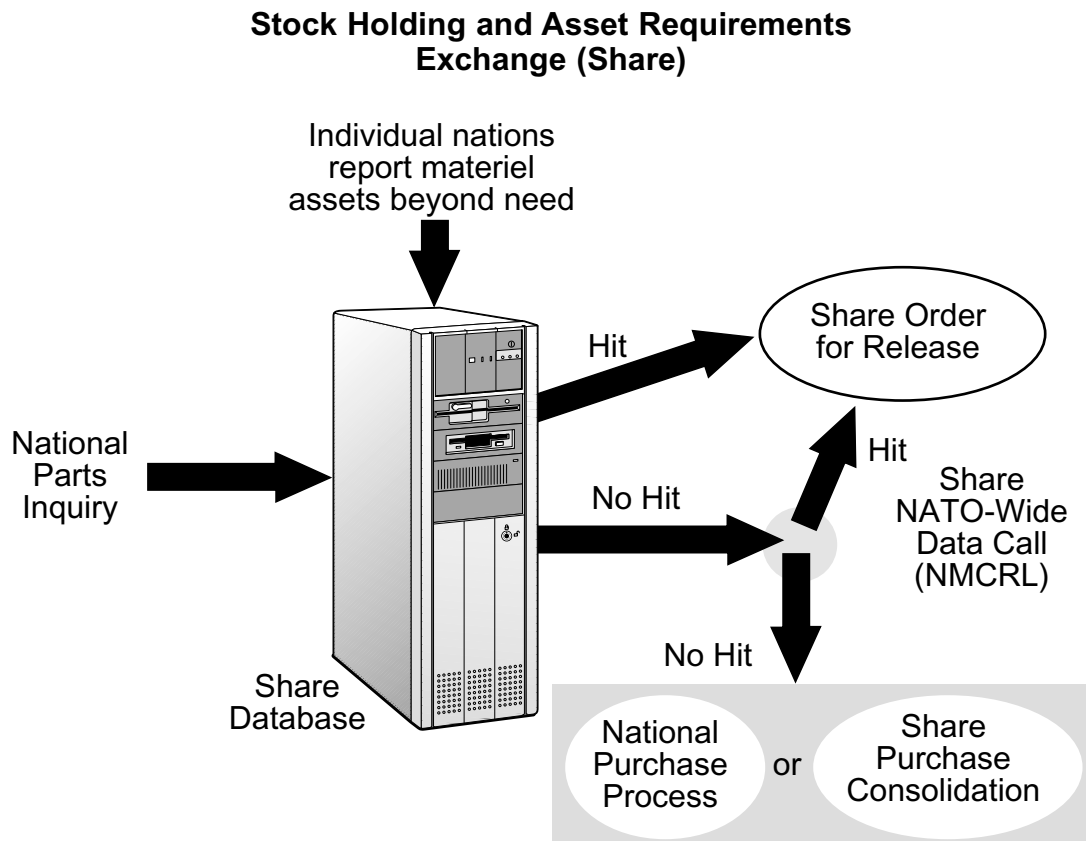 Stock Holding and Asset Requirements
Exchange (Share)
Individual nations
report materiel
assets beyond need
Hit
Share Order
for Release
National
Parts
Inquiry
No Hit
Hit
Share
NATO-Wide
Data Call
(NMCRL)
No Hit
Share
Database
National
Purchase
Process
or
Share
Purchase
Consolidation